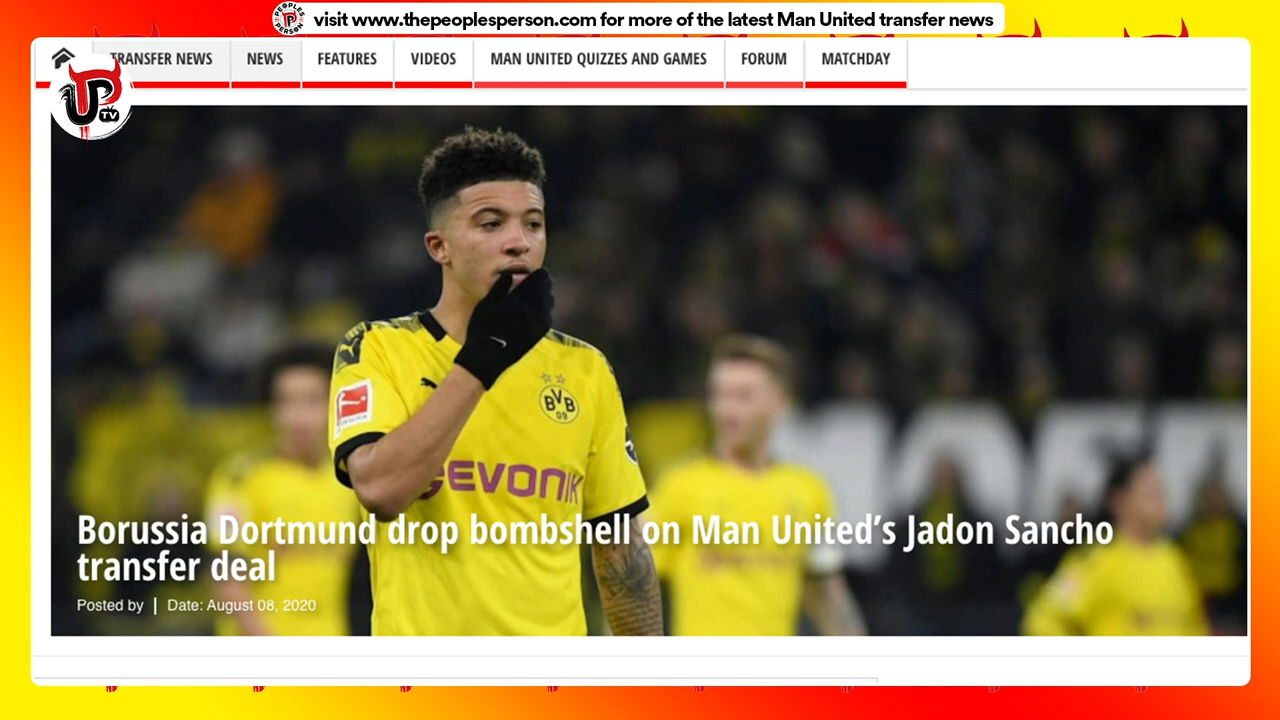 PEOPLES PERSON
visit www.thepeoplesperson.com for more of the latest Man United transfer news
TRANSFER NEWS
NEWS
FEATURES
VIDEOS
MAN UNITED QUIZZES AND GAMES
FORUM
MATCHDAY
UP
TV
BVB
09
EVONIK
Borussia Dortmund drop bombshell on Man United’s Jadon Sancho
transfer deal
Posted by | Date: August 08, 2020